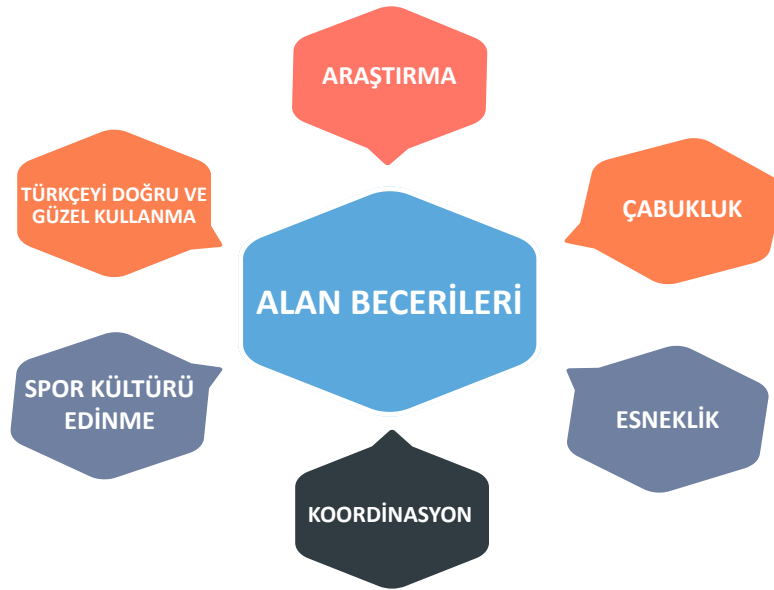 ARAŞTIRMA
TÜRKÇEYİ DOĞRU VE
GÜZEL KULLANMA
ÇABUKLUK
ALAN BECERİLERİ
SPOR KÜLTÜRÜ
EDİNME
ESNEKLİK
KOORDİNASYON